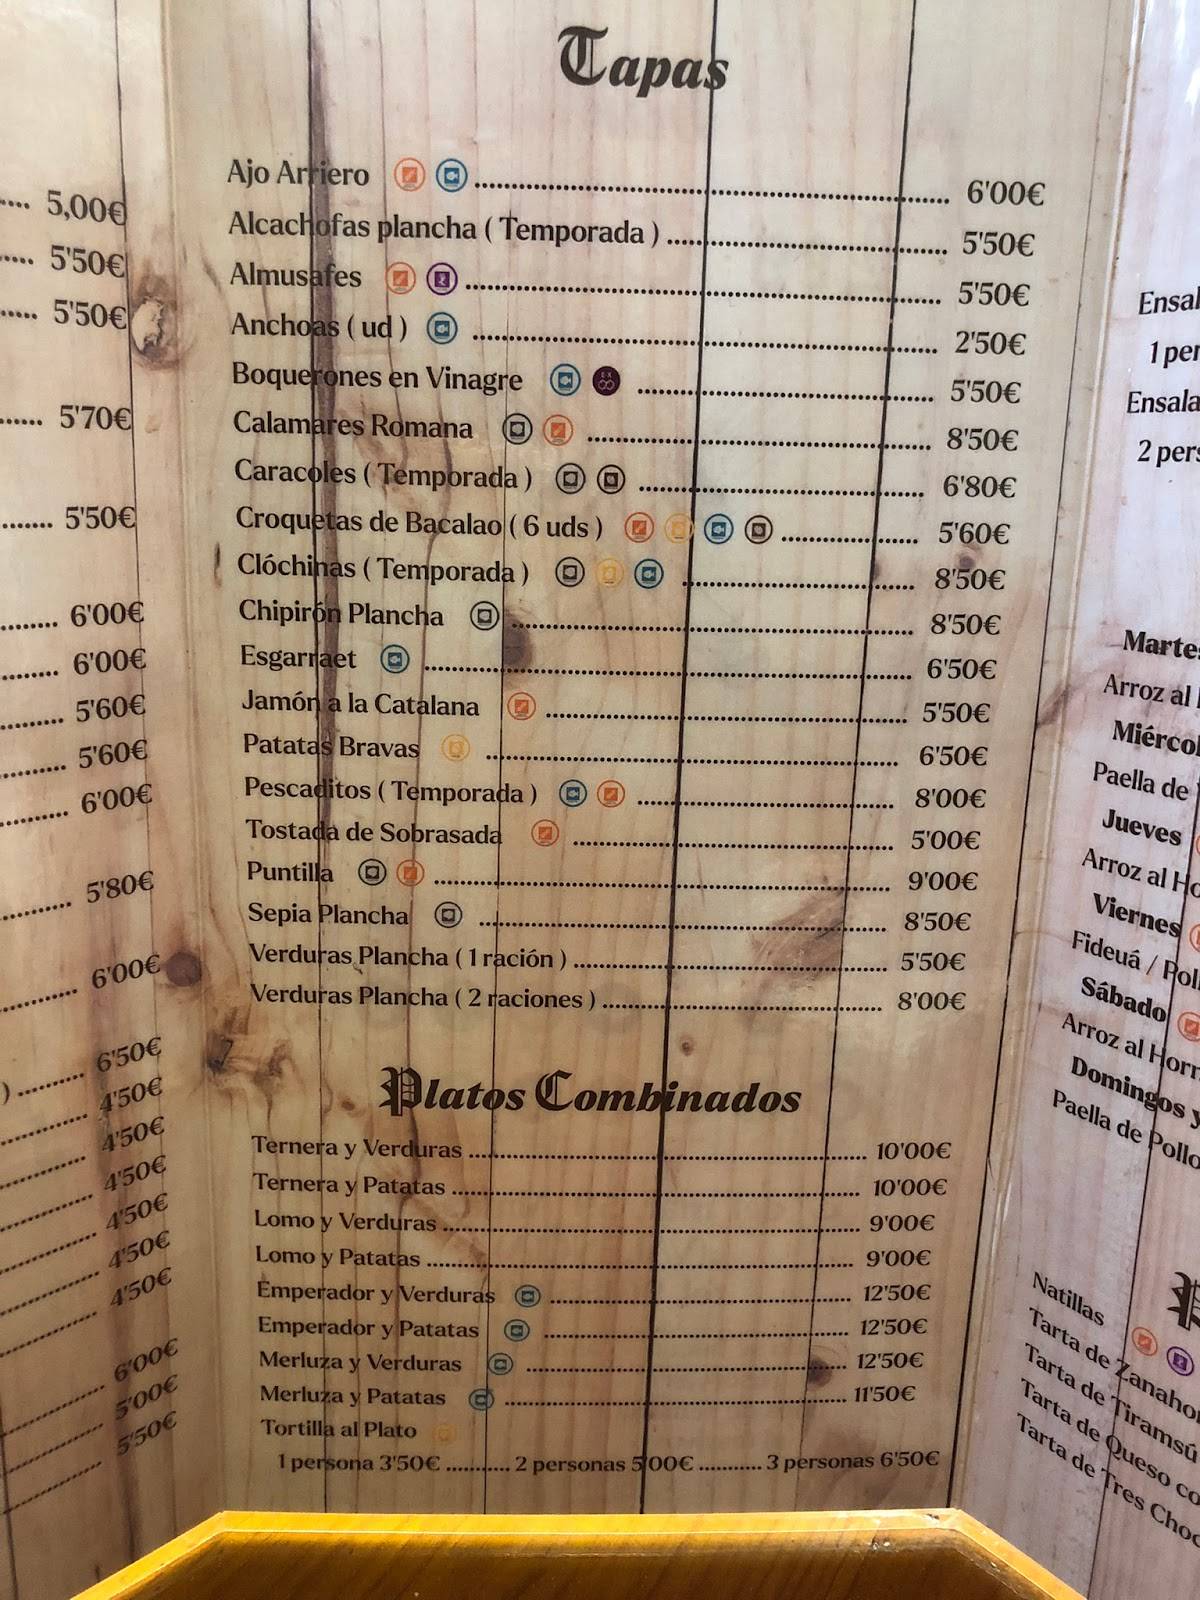 5,00€
5'50€
5'50€
5'70€
5'50€
6'00€
6'00€
5'60€
5'60€
6'00€
5'80€
6'00€
) ........ 6'50€
4'50€
4'50€
4'50€
4'50€
4'50€
4'50€
6'00€
5'00€
5'50€
Tapas
Ajo Arriero ........ 6'00€
Alcachofas plancha ( Temporada ) ........ 5'50€
Almusafes ........ 5'50€
Anchoas ( ud ) ........ 2'50€
Boquerones en Vinagre ........ 5'50€
Calamares Romana ........ 8'50€
Caracoles ( Temporada ) ........ 6'80€
Croquetas de Bacalao ( 6 uds ) ........ 5'60€
Clóchinas ( Temporada ) ........ 8'50€
Chipirón Plancha ........ 8'50€
Esgarraet ........ 6'50€
Jamón a la Catalana ........ 5'50€
Patatas Bravas ........ 6'50€
Pescaditos ( Temporada ) ........ 8'00€
Tostada de Sobrasada ........ 5'00€
Puntilla ........ 9'00€
Sepia Plancha ........ 8'50€
Verduras Plancha ( 1 ración ) ........ 5'50€
Verduras Plancha ( 2 raciones ) ........ 8'00€
Platos Combinados
Ternera y Verduras ........ 10'00€
Ternera y Patatas ........ 10'00€
Lomo y Verduras ........ 9'00€
Lomo y Patatas ........ 9'00€
Emperador y Verduras ........ 12'50€
Emperador y Patatas ........ 12'50€
Merluza y Verduras ........ 12'50€
Merluza y Patatas ........ 11'50€
Tortilla al Plato
1 persona 3'50€ .......... 2 personas 5'00€ .......... 3 personas 6'50€
Ensal
1 per
Ensala
2 pers
Martes
Arroz al
Miércol
Paella de
Jueves
Arroz al Ho
Viernes
Fideuá / Poll
Sábado
Arroz al Horn
Domingos y
Paella de Pollo
Natillas
Tarta de Zanahor
Tarta de Tiramsú
Tarta de Queso co
Tarta de Tres Choc